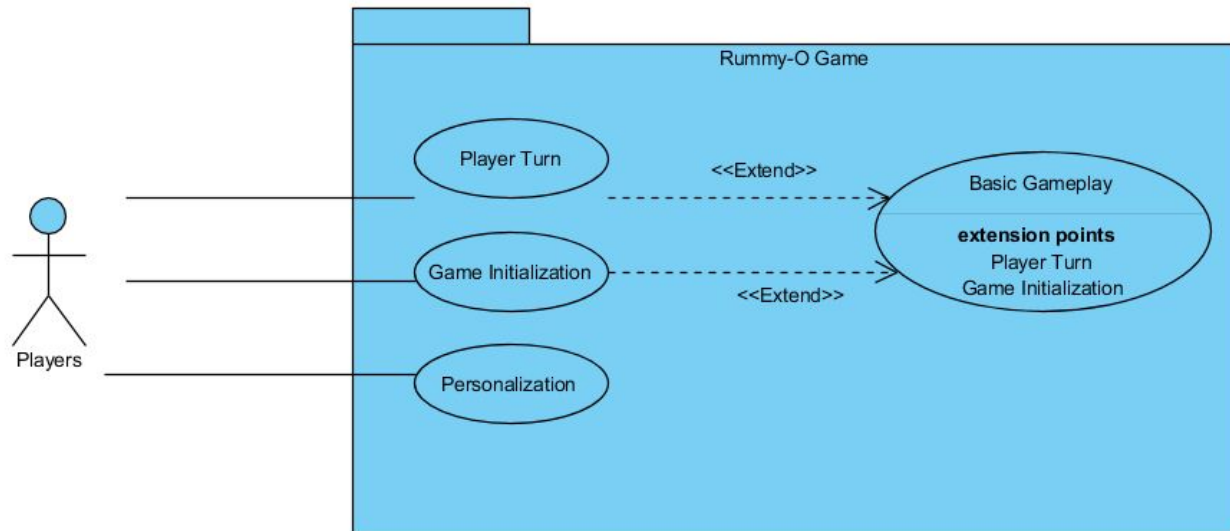 Rummy-O Game
Player Turn
<<Extend>>
Basic Gameplay
extension points
Player Turn
Game Initialization
Game Initialization
<<Extend>>
Players
Personalization